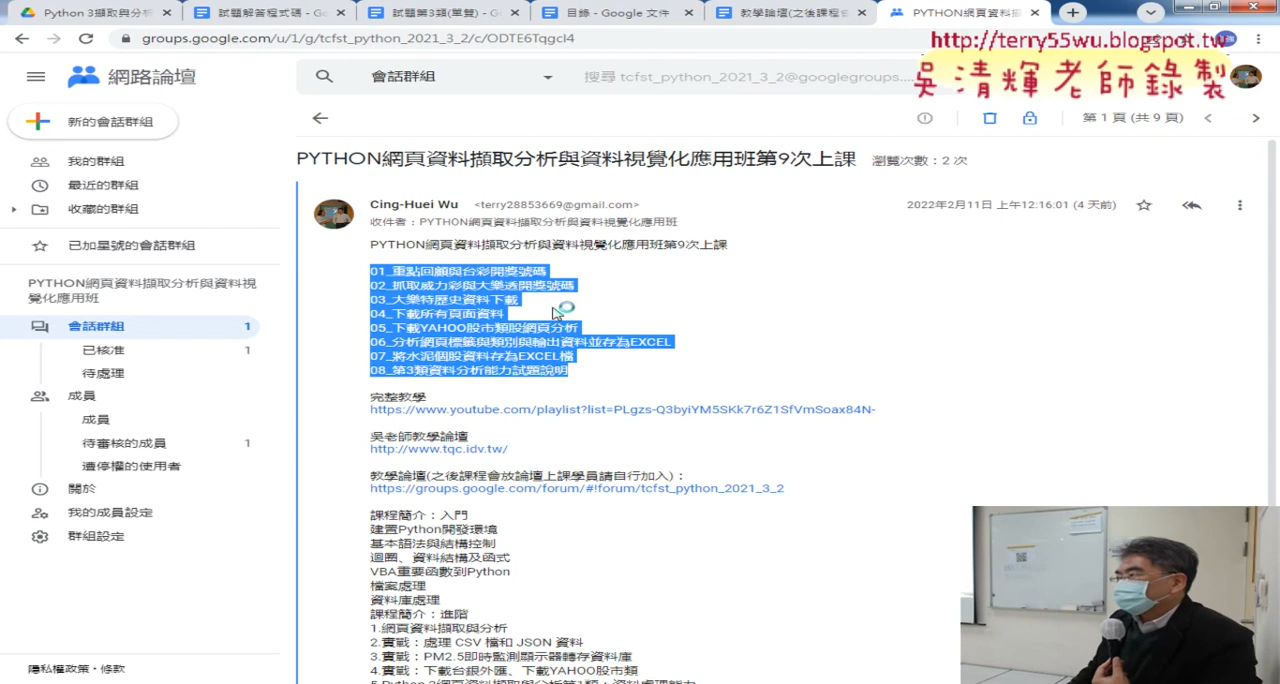 Python 3擷取與分析
試題解答程式碼 - Go
試題第3類(單雙) - G
目錄 - Google 文件
教學論壇(之後課程會
PYTHON網頁資料擷
groups.google.com/u/1/g/tcfst_python_2021_3_2/c/ODTE6Tqgcl4
http://terry55wu.blogspot.tw
吳清輝老師錄製
網路論壇
會話群組
搜尋 tcfst_python_2021_3_2@googlegroups....
新的會話群組
第 1 頁 (共 9 頁)
我的群組
最近的群組
收藏的群組
已加星號的會話群組
PYTHON網頁資料擷取分析與資料視
覺化應用班
會話群組 1
已核准 1
待處理
成員
成員
待審核的成員 1
遭停權的使用者
關於
我的成員設定
群組設定
隱私權政策・條款
PYTHON網頁資料擷取分析與資料視覺化應用班第9次上課 瀏覽次數：2 次
Cing-Huei Wu <terry28853669@gmail.com>
2022年2月11日 上午12:16:01 (4 天前)
收件者：PYTHON網頁資料擷取分析與資料視覺化應用班
PYTHON網頁資料擷取分析與資料視覺化應用班第9次上課
01_重點回顧與台彩開獎號碼
02_抓取威力彩與大樂透開獎號碼
03_大樂特歷史資料下載
04_下載所有頁面資料
05_下載YAHOO股市類股網頁分析
06_分析網頁標籤與類別與輸出資料並存為EXCEL
07_將水泥個股資料存為EXCEL檔
08_第3類資料分析能力試題說明
完整教學
https://www.youtube.com/playlist?list=PLgzs-Q3byiYM5SKk7r6Z1SfVmSoax84N-
吳老師教學論壇
http://www.tqc.idv.tw/
教學論壇(之後課程會放論壇上課學員請自行加入)：
https://groups.google.com/forum/#!forum/tcfst_python_2021_3_2
課程簡介：入門
建置Python開發環境
基本語法與結構控制
迴圈、資料結構及函式
VBA重要函數到Python
檔案處理
資料庫處理
課程簡介：進階
1.網頁資料擷取與分析
2.實戰：處理 CSV 檔和 JSON 資料
3.實戰：PM2.5即時監測顯示器轉存資料庫
4.實戰：下載台銀外匯、下載YAHOO股市類
5.Python 3網頁資料擷取與分析第1類：資料處理能力